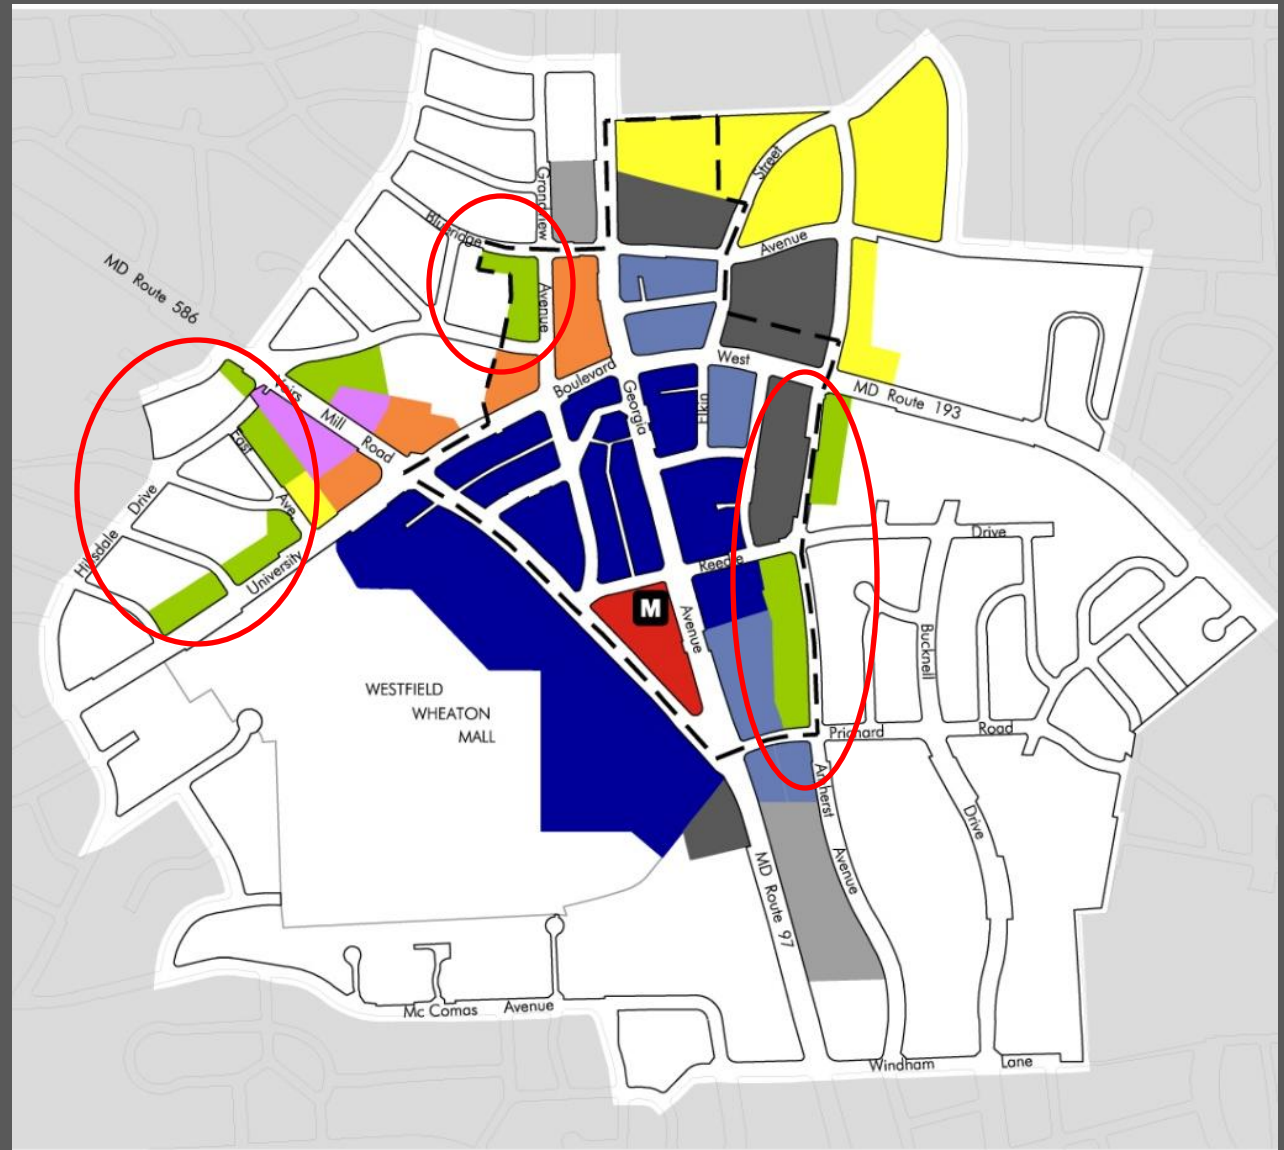 Grandview
Street
Blueridge
Avenue
MD Route 586
Avenue
West
Boulevard
MD Route 193
Georgia
Elkin
Veirs
Mill
Road
East
Ave
Drive
Hillsdale
University
Drive
Reedie
M
Avenue
Bucknell
WESTFIELD
WHEATON
MALL
Prichard
Road
Amherst
Drive
Avenue
MD Route 97
Mc Comas Avenue
Windham Lane